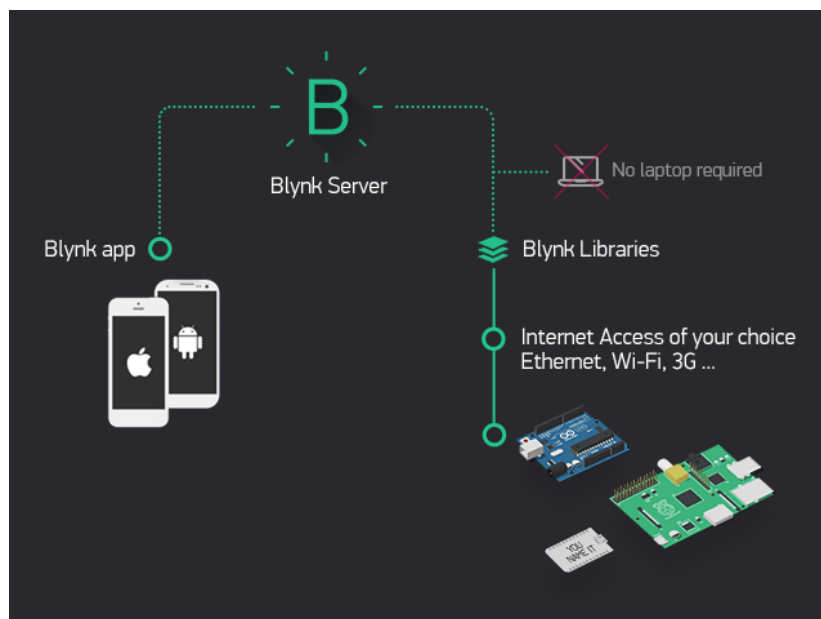 B
Blynk Server
No laptop required
Blynk app
Blynk Libraries
Internet Access of your choice
Ethernet, Wi-Fi, 3G ...
YOU
NAME IT